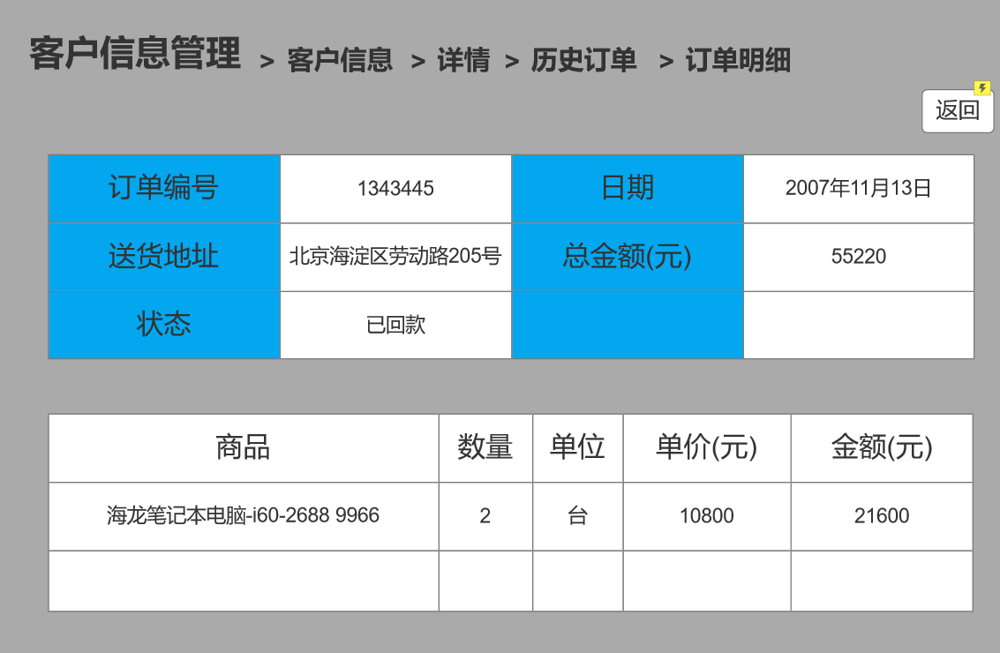 客户信息管理 > 客户信息 > 详情 > 历史订单 > 订单明细
返回
订单编号 1343445 日期 2007年11月13日
送货地址 北京海淀区劳动路205号 总金额(元) 55220
状态 已回款
商品 数量 单位 单价(元) 金额(元)
海龙笔记本电脑-i60-2688 9966 2 台 10800 21600